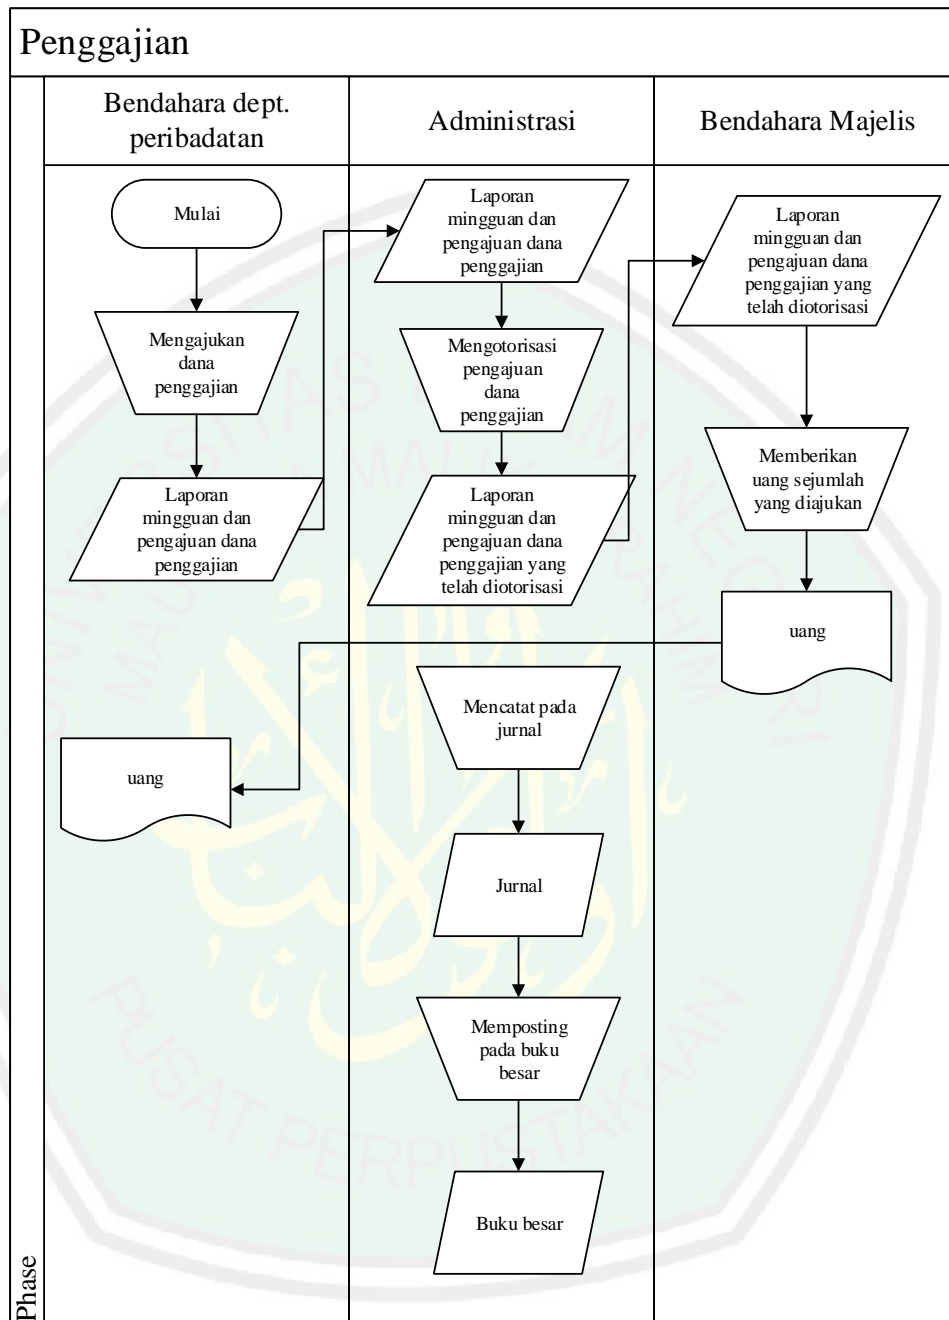 Penggajian
Bendahara dept.
peribadatan
Administrasi
Bendahara Majelis
Mulai
Mengajukan
dana
penggajian
Laporan
mingguan dan
pengajuan dana
penggajian
Laporan
mingguan dan
pengajuan dana
penggajian
Mengotorisasi
pengajuan
dana
penggajian
Laporan
mingguan dan
pengajuan dana
penggajian yang
telah diotorisasi
Laporan
mingguan dan
pengajuan dana
penggajian yang
telah diotorisasi
Memberikan
uang sejumlah
yang diajukan
uang
uang
Mencatat pada
jurnal
Jurnal
Memposting
pada buku
besar
Buku besar
Phase
PUSAT PERPUSTAKAAN